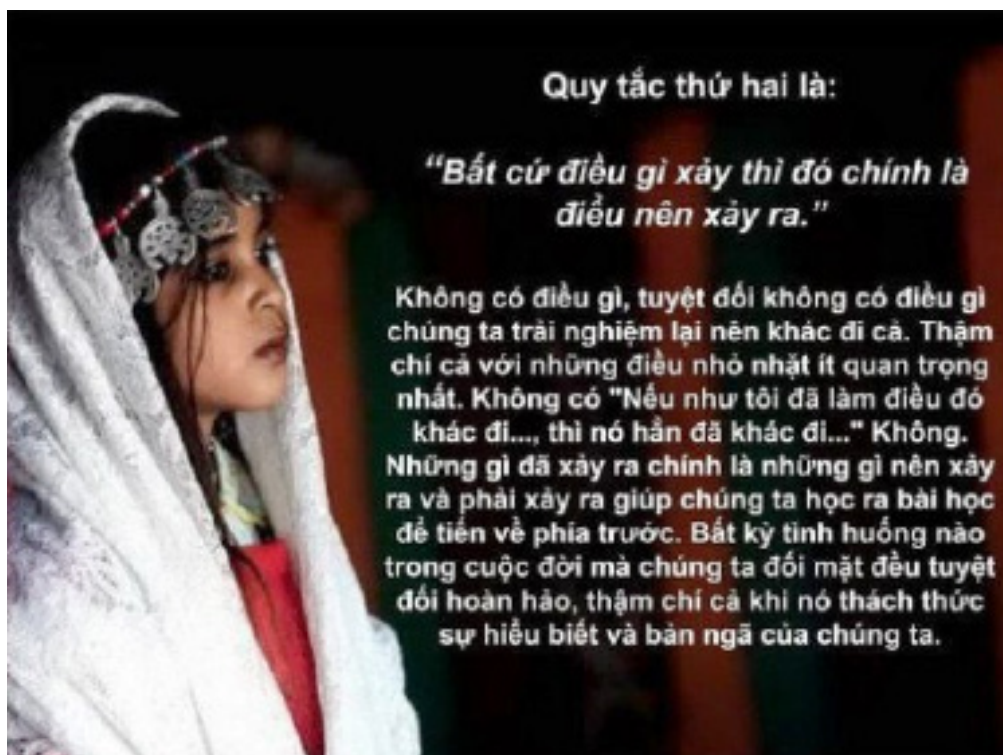 Quy tắc thứ hai là:
“Bất cứ điều gì xảy thì đó chính là
điều nên xảy ra.”
Không có điều gì, tuyệt đối không có điều gì
chúng ta trải nghiệm lại nên khác đi cả. Thậm
chí cả với những điều nhỏ nhặt ít quan trọng
nhất. Không có "Nếu như tôi đã làm điều đó
khác đi..., thì nó hẳn đã khác đi..." Không.
Những gì đã xảy ra chính là những gì nên xảy
ra và phải xảy ra giúp chúng ta học ra bài học
để tiến về phía trước. Bất kỳ tình huống nào
trong cuộc đời mà chúng ta đối mặt đều tuyệt
đối hoàn hảo, thậm chí cả khi nó thách thức
sự hiểu biết và bản ngã của chúng ta.